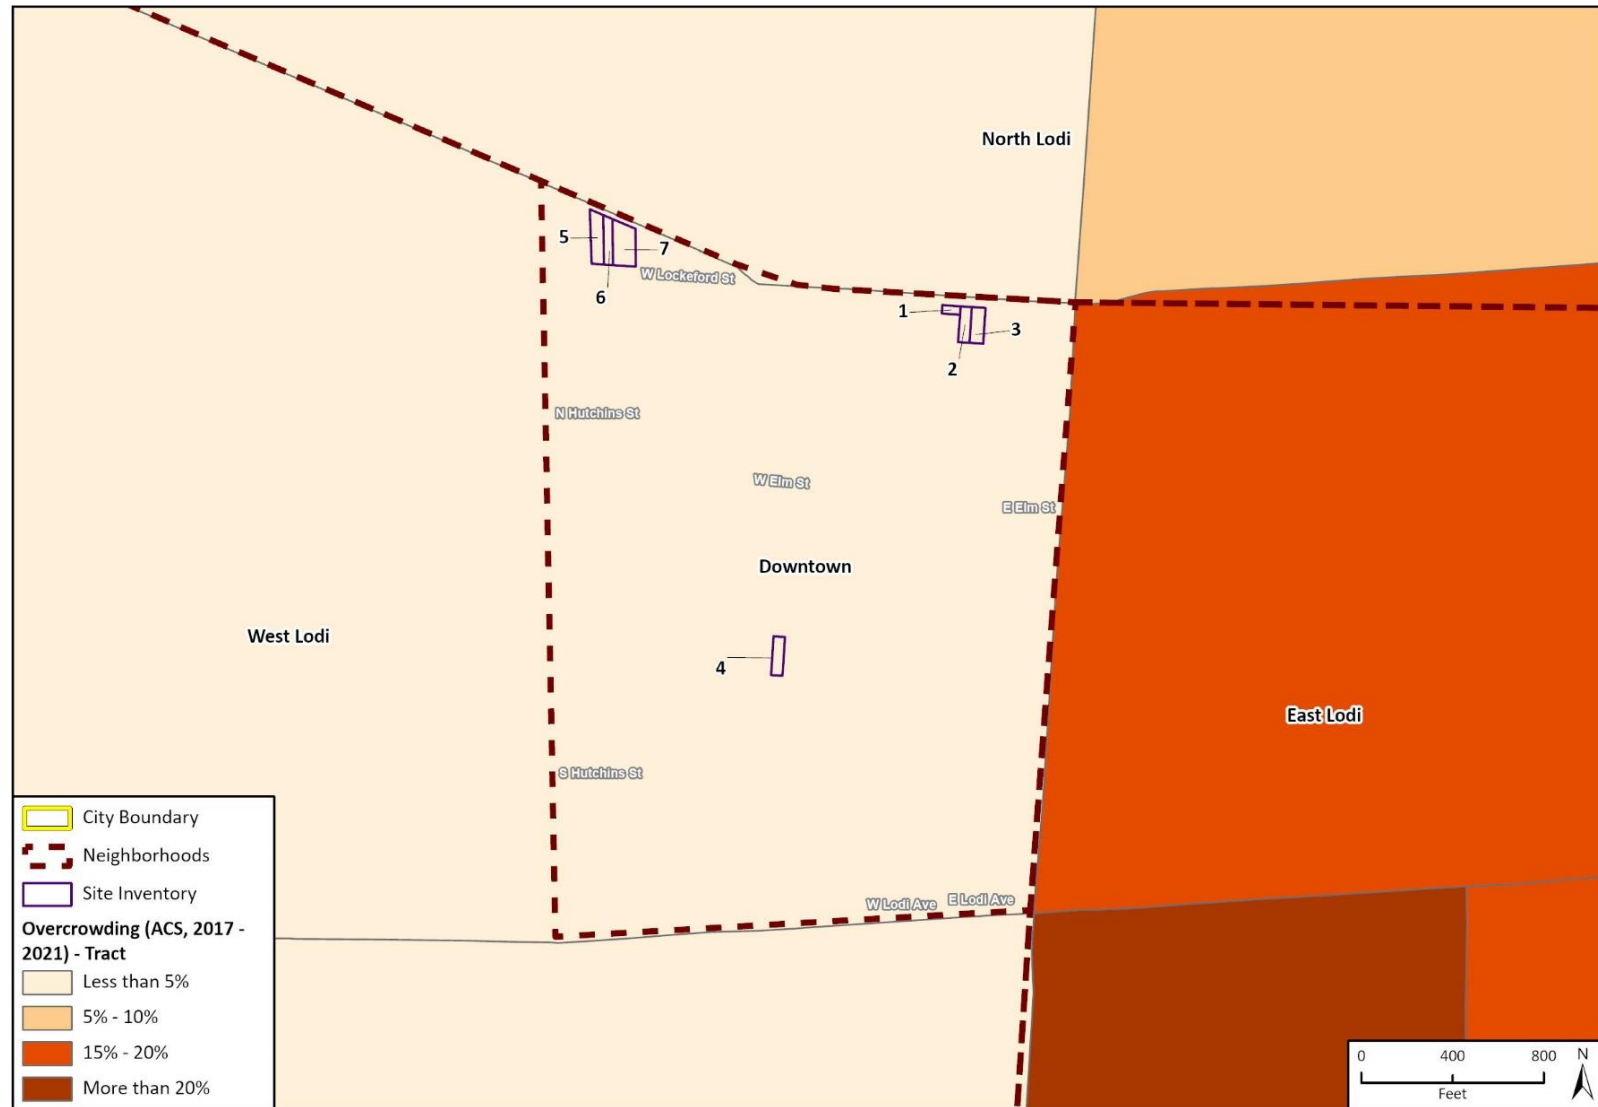 North Lodi
5
7
W Lockeford St
6
1
3
2
N Hutchins St
W Elm St
E Elm St
Downtown
West Lodi
4
East Lodi
S Hutchins St
W Lodi Ave
E Lodi Ave
City Boundary
Neighborhoods
Site Inventory
Overcrowding (ACS, 2017 -
2021) - Tract
Less than 5%
5% - 10%
15% - 20%
More than 20%
0
400
800
N
Feet